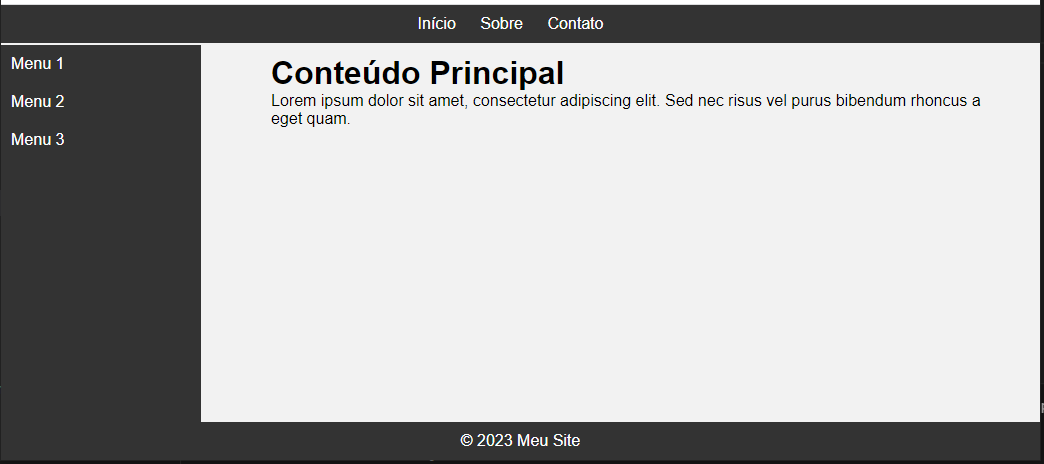 Início Sobre Contato
Menu 1
Menu 2
Menu 3
Conteúdo Principal
Lorem ipsum dolor sit amet, consectetur adipiscing elit. Sed nec risus vel purus bibendum rhoncus a
eget quam.
© 2023 Meu Site